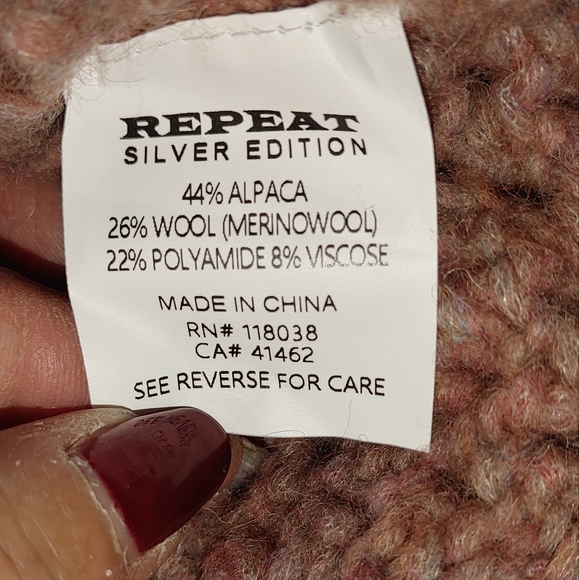 REPEAT
SILVER EDITION
44% ALPACA
26% WOOL (MERINOWOOL)
22% POLYAMIDE 8% VISCOSE
MADE IN CHINA
RN# 118038
CA# 41462
SEE REVERSE FOR CARE